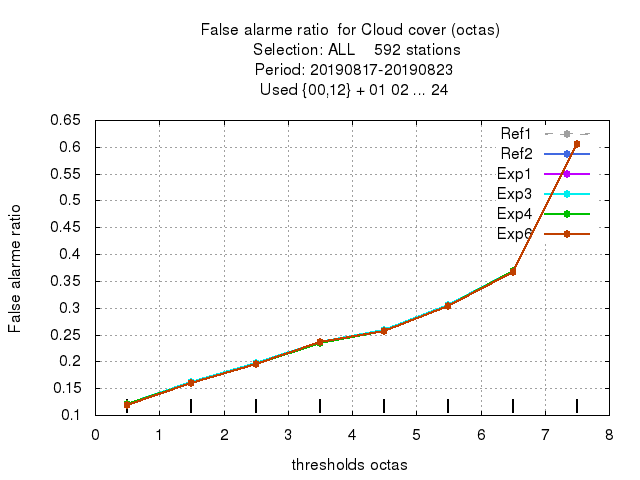 False alarme ratio  for Cloud cover (octas)
Selection: ALL    592 stations
Period: 20190817-20190823
Used {00,12} + 01 02 ... 24
0.65
0.6
0.55
0.5
0.45
0.4
0.35
0.3
0.25
0.2
0.15
0.1
False alarme ratio
Ref1
Ref2
Exp1
Exp3
Exp4
Exp6
0 1 2 3 4 5 6 7 8
thresholds octas